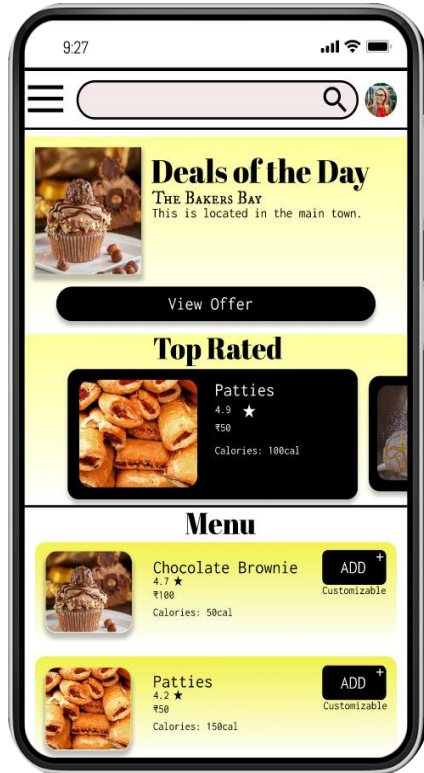 9:27
Deals of the Day
The Bakers Bay
This is located in the main town.
View Offer
Top Rated
Patties
4.9 ★
₹50
Calories: 100cal
Menu
Chocolate Brownie
4.7 ★
₹100
Calories: 50cal
ADD +
Customizable
Patties
4.2 ★
₹50
Calories: 150cal
ADD +
Customizable